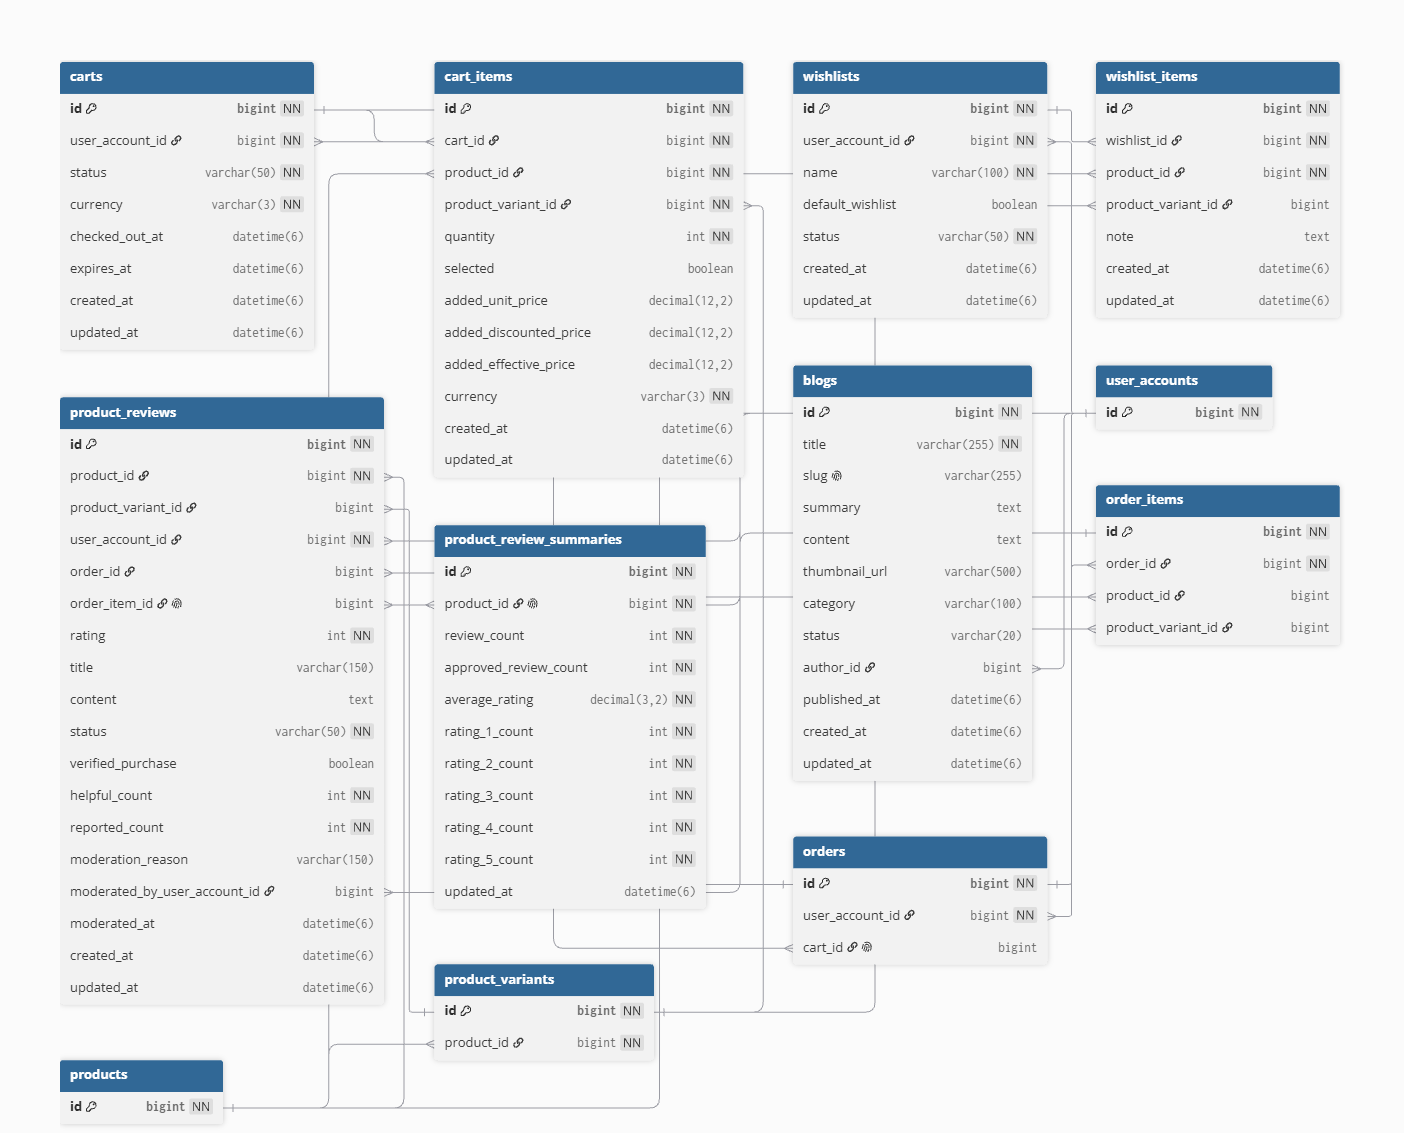 carts
id bigint NN
user_account_id bigint NN
status varchar(50) NN
currency varchar(3) NN
checked_out_at datetime(6)
expires_at datetime(6)
created_at datetime(6)
updated_at datetime(6)
cart_items
id bigint NN
cart_id bigint NN
product_id bigint NN
product_variant_id bigint NN
quantity int NN
selected boolean
added_unit_price decimal(12,2)
added_discounted_price decimal(12,2)
added_effective_price decimal(12,2)
currency varchar(3) NN
created_at datetime(6)
updated_at datetime(6)
wishlists
id bigint NN
user_account_id bigint NN
name varchar(100) NN
default_wishlist boolean
status varchar(50) NN
created_at datetime(6)
updated_at datetime(6)
wishlist_items
id bigint NN
wishlist_id bigint NN
product_id bigint NN
product_variant_id bigint
note text
created_at datetime(6)
updated_at datetime(6)
product_reviews
id bigint NN
product_id bigint NN
product_variant_id bigint
user_account_id bigint NN
order_id bigint
order_item_id bigint
rating int NN
title varchar(150)
content text
status varchar(50) NN
verified_purchase boolean
helpful_count int NN
reported_count int NN
moderation_reason varchar(150)
moderated_by_user_account_id bigint
moderated_at datetime(6)
created_at datetime(6)
updated_at datetime(6)
product_review_summaries
id bigint NN
product_id bigint NN
review_count int NN
approved_review_count int NN
average_rating decimal(3,2) NN
rating_1_count int NN
rating_2_count int NN
rating_3_count int NN
rating_4_count int NN
rating_5_count int NN
updated_at datetime(6)
blogs
id bigint NN
title varchar(255) NN
slug varchar(255)
summary text
content text
thumbnail_url varchar(500)
category varchar(100)
status varchar(20)
author_id bigint
published_at datetime(6)
created_at datetime(6)
updated_at datetime(6)
user_accounts
id bigint NN
order_items
id bigint NN
order_id bigint NN
product_id bigint
product_variant_id bigint
orders
id bigint NN
user_account_id bigint NN
cart_id bigint
product_variants
id bigint NN
product_id bigint NN
products
id bigint NN